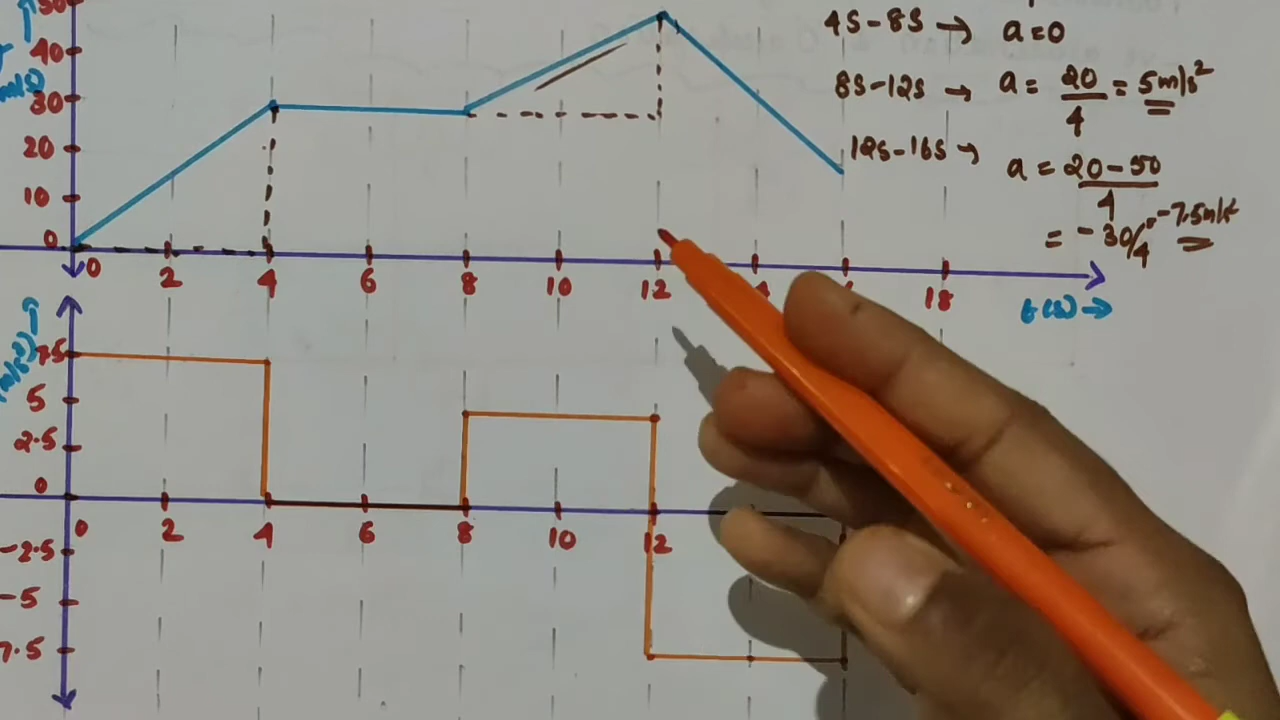 50
40
30
20
10
0
0 2 4 6 8 10 12 18
t(s) →
4S-8S → a=0
8S-12S → a = 20/4 = 5m/s²
12S-16S → a = 20-50/4
= -30/4 = -7.5m/s²
7.5
5
2.5
0
0 2 4 6 8 10 12
-2.5
-5
7.5